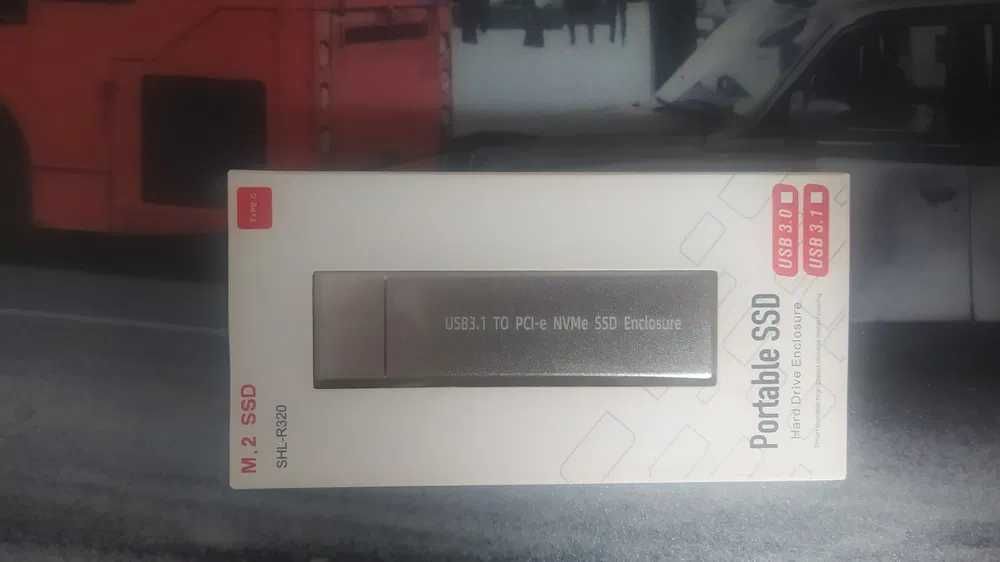 TYPE-C
USB 3.0
USB 3.1
USB3.1 TO PCI-e NVMe SSD Enclosure
M.2 SSD
SHL-R320
Portable SSD
Hard Drive Enclosure